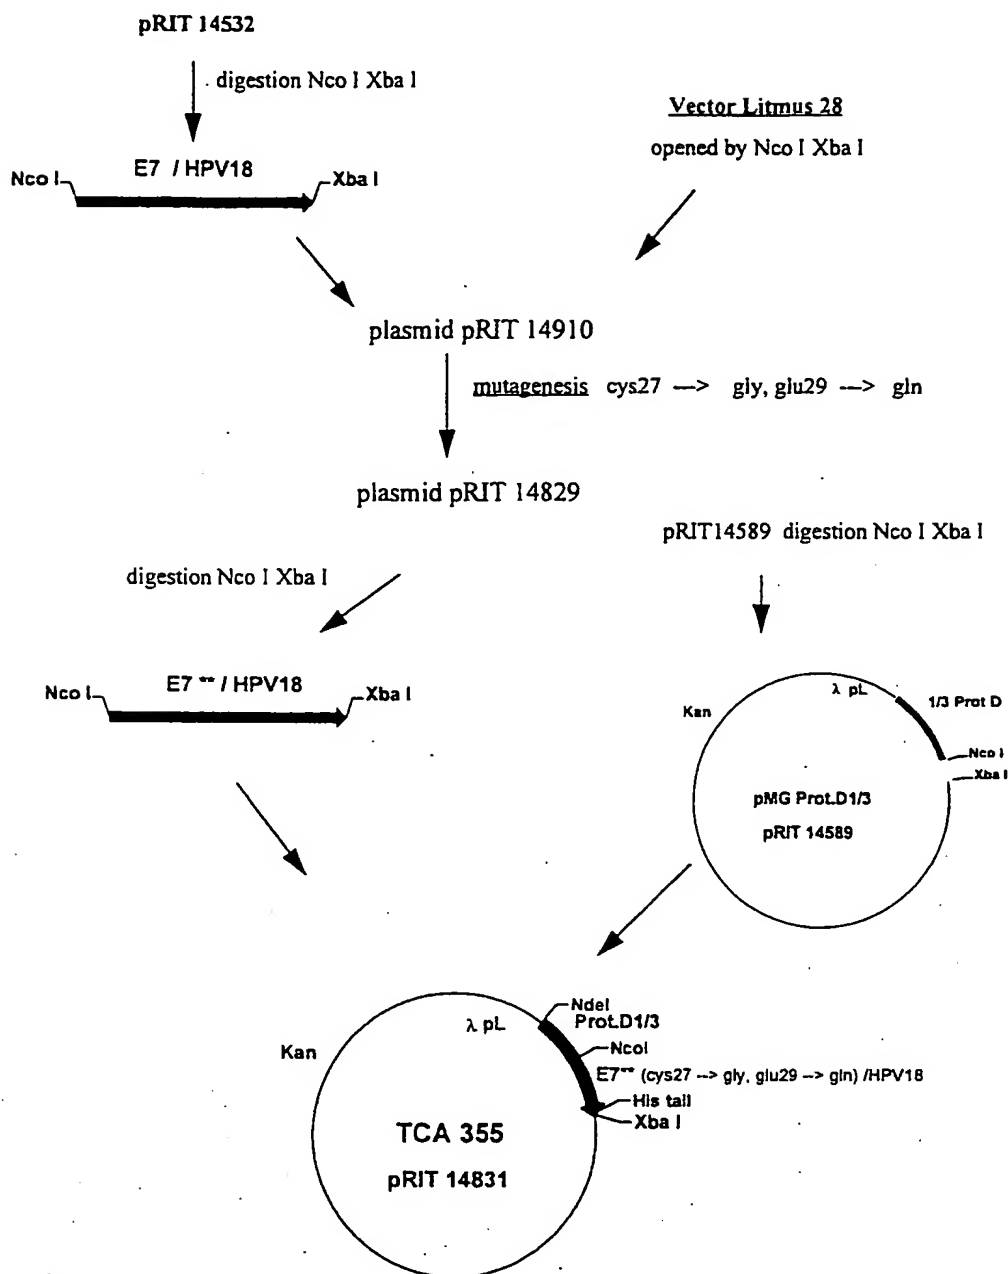 pRIT 14532
digestion Nco I Xba I
Vector Litmus 28
opened by Nco I Xba I
E7 / HPV18
Nco I
Xba I
plasmid pRIT 14910
mutagenesis cys27 —> gly, glu29 —> gln
plasmid pRIT 14829
pRIT14589 digestion Nco I Xba I
digestion Nco I Xba I
E7 ** / HPV18
Nco I
Xba I
λ pL
1/3 Prot D
Kan
Nco I
Xba I
pMG Prot.D1/3
pRIT 14589
NdeI
λ pL
Prot.D1/3
NcoI
Kan
E7** (cys27 --> gly, glu29 --> gln) /HPV18
His tail
Xba I
TCA 355
pRIT 14831